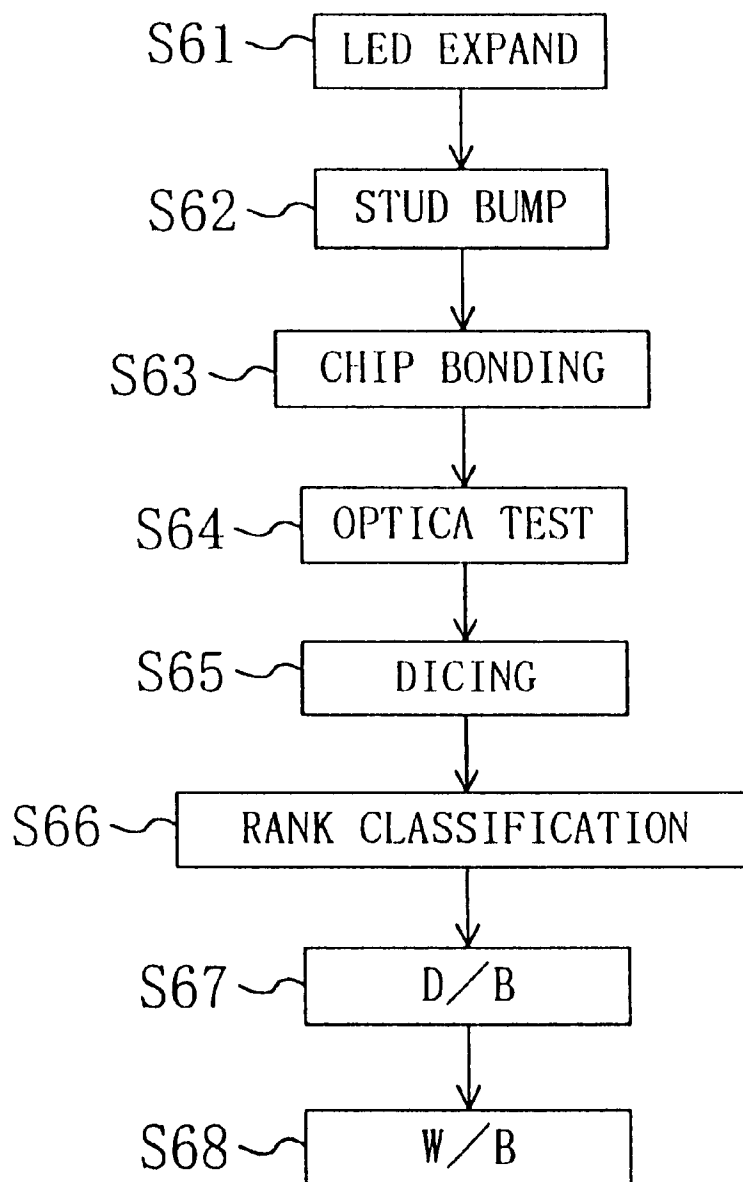 S61 LED EXPAND
S62 STUD BUMP
S63 CHIP BONDING
S64 OPTICA TEST
S65 DICING
S66 RANK CLASSIFICATION
S67 D/B
S68 W/B